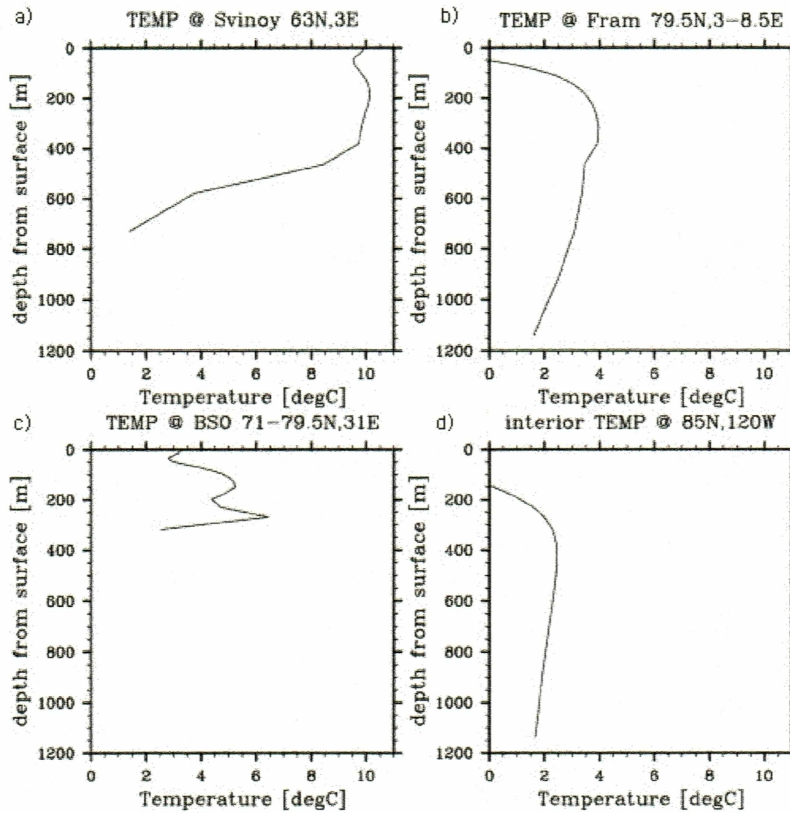 a)
TEMP @ Svinoy 63N,3E
0
200
400
600
800
1000
1200
depth from surface [m]
0 2 4 6 8 10
Temperature [degC]
b)
TEMP @ Fram 79.5N,3-8.5E
0
200
400
600
800
1000
1200
depth from surface [m]
0 2 4 6 8 10
Temperature [degC]
c)
TEMP @ BSO 71-79.5N,31E
0
200
400
600
800
1000
1200
depth from surface [m]
0 2 4 6 8 10
Temperature [degC]
d)
interior TEMP @ 85N,120W
0
200
400
600
800
1000
1200
depth from surface [m]
0 2 4 6 8 10
Temperature [degC]